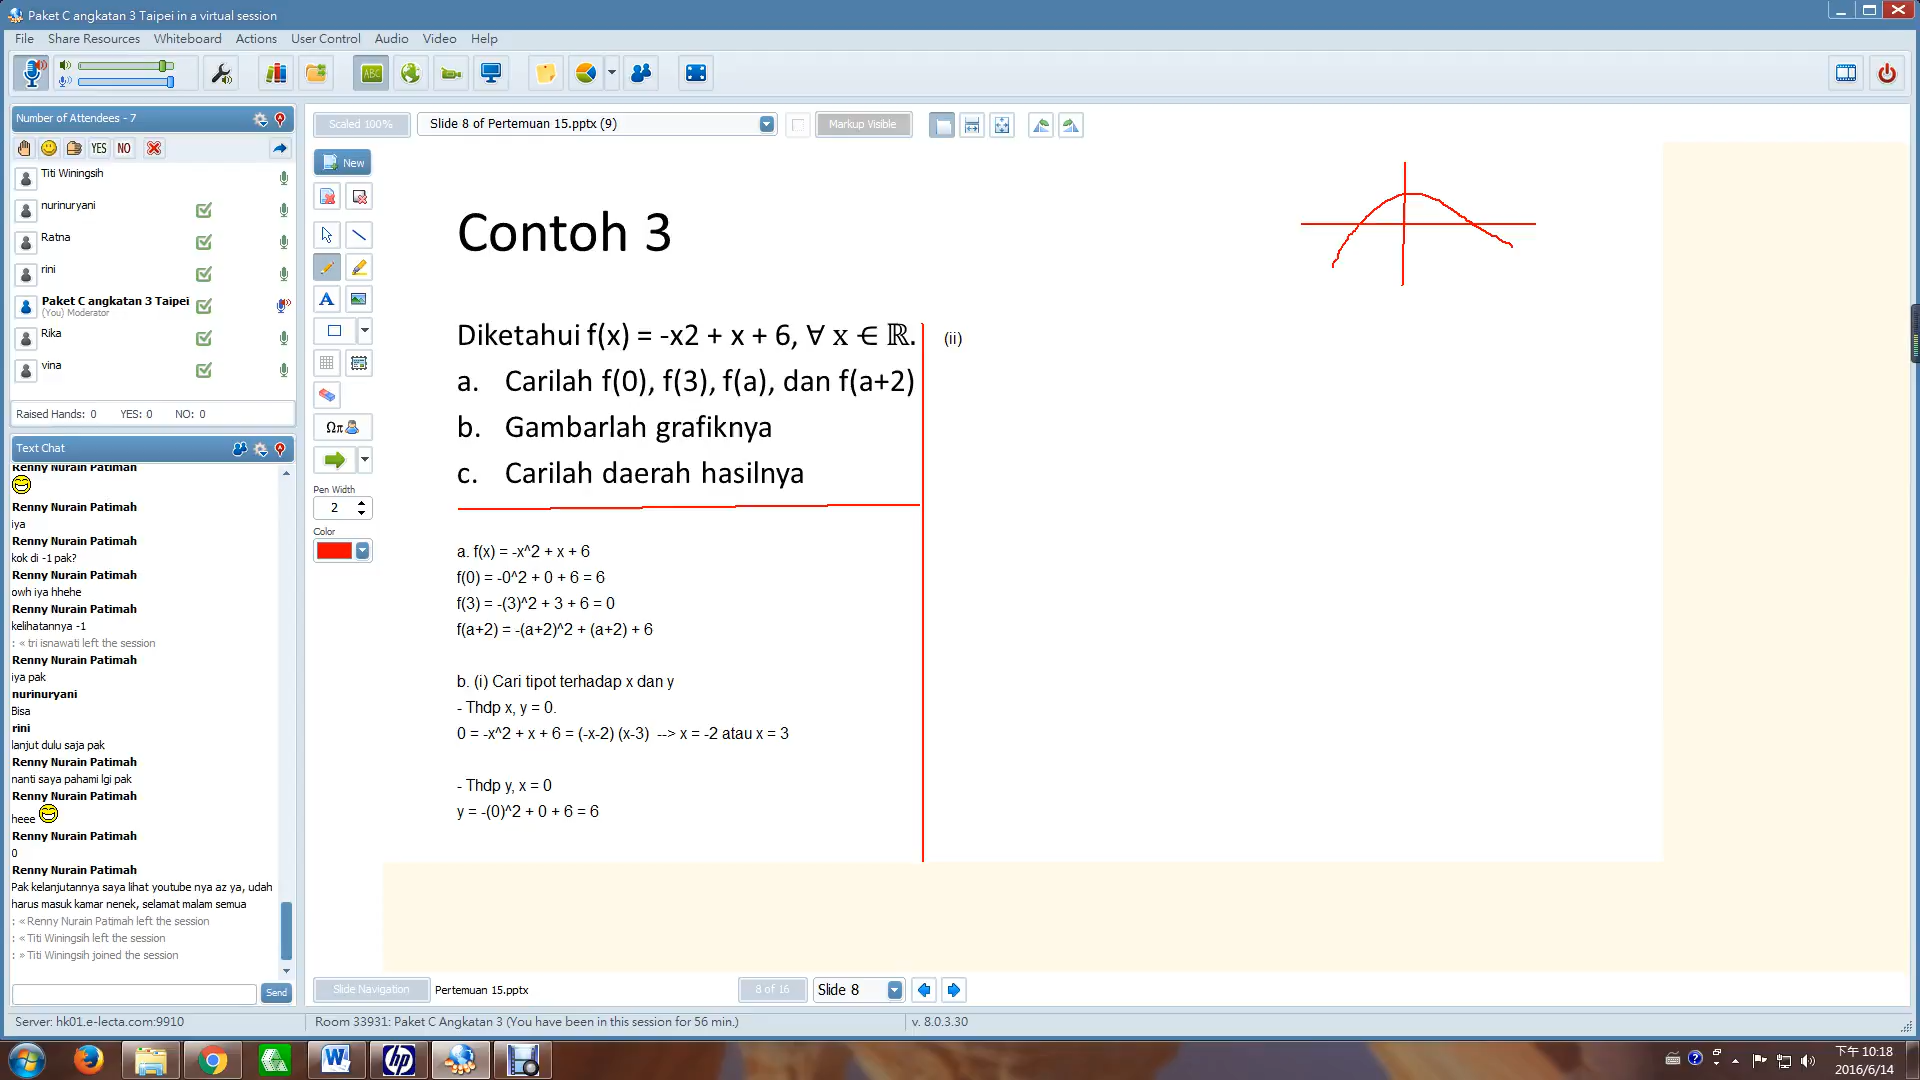 Paket C angkatan 3 Taipei in a virtual session
File Share Resources Whiteboard Actions User Control Audio Video Help
ABC
Number of Attendees - 7
YES NO
Titi Winingsih
nurinuryani
Ratna
rini
Paket C angkatan 3 Taipei
(You) Moderator
Rika
vina
Raised Hands: 0 YES: 0 NO: 0
Text Chat
Renny Nurain Patimah
Renny Nurain Patimah
iya
Renny Nurain Patimah
kok di -1 pak?
Renny Nurain Patimah
owh iya hhehe
Renny Nurain Patimah
kelihatannya -1
: « tri isnawati left the session
Renny Nurain Patimah
iya pak
nurinuryani
Bisa
rini
lanjut dulu saja pak
Renny Nurain Patimah
nanti saya pahami lgi pak
Renny Nurain Patimah
heee
Renny Nurain Patimah
0
Renny Nurain Patimah
Pak kelanjutannya saya lihat youtube nya az ya, udah
harus masuk kamar nenek, selamat malam semua
: « Renny Nurain Patimah left the session
: « Titi Winingsih left the session
: » Titi Winingsih joined the session
Send
Scaled 100%
Slide 8 of Pertemuan 15.pptx (9)
Markup Visible
New
A
Ωπ
Pen Width
2
Color
Contoh 3
Diketahui f(x) = -x2 + x + 6, ∀ x ∈ ℝ.
a. Carilah f(0), f(3), f(a), dan f(a+2)
b. Gambarlah grafiknya
c. Carilah daerah hasilnya
a. f(x) = -x^2 + x + 6
f(0) = -0^2 + 0 + 6 = 6
f(3) = -(3)^2 + 3 + 6 = 0
f(a+2) = -(a+2)^2 + (a+2) + 6
b. (i) Cari tipot terhadap x dan y
- Thdp x, y = 0.
0 = -x^2 + x + 6 = (-x-2) (x-3) --> x = -2 atau x = 3
- Thdp y, x = 0
y = -(0)^2 + 0 + 6 = 6
(ii)
Slide Navigation
Pertemuan 15.pptx
8 of 16
Slide 8
Server: hk01.e-lecta.com:9910
Room 33931: Paket C Angkatan 3 (You have been in this session for 56 min.)
v. 8.0.3.30
W
hp
下午 10:18
2016/6/14